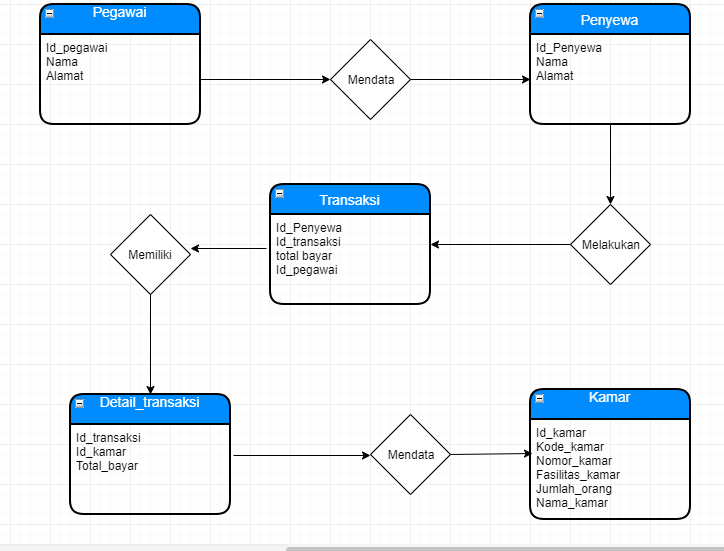 Pegawai
Id_pegawai
Nama
Alamat
Mendata
Penyewa
Id_Penyewa
Nama
Alamat
Melakukan
Transaksi
Id_Penyewa
Id_transaksi
total bayar
Id_pegawai
Memiliki
Detail_transaksi
Id_transaksi
Id_kamar
Total_bayar
Mendata
Kamar
Id_kamar
Kode_kamar
Nomor_kamar
Fasilitas_kamar
Jumlah_orang
Nama_kamar